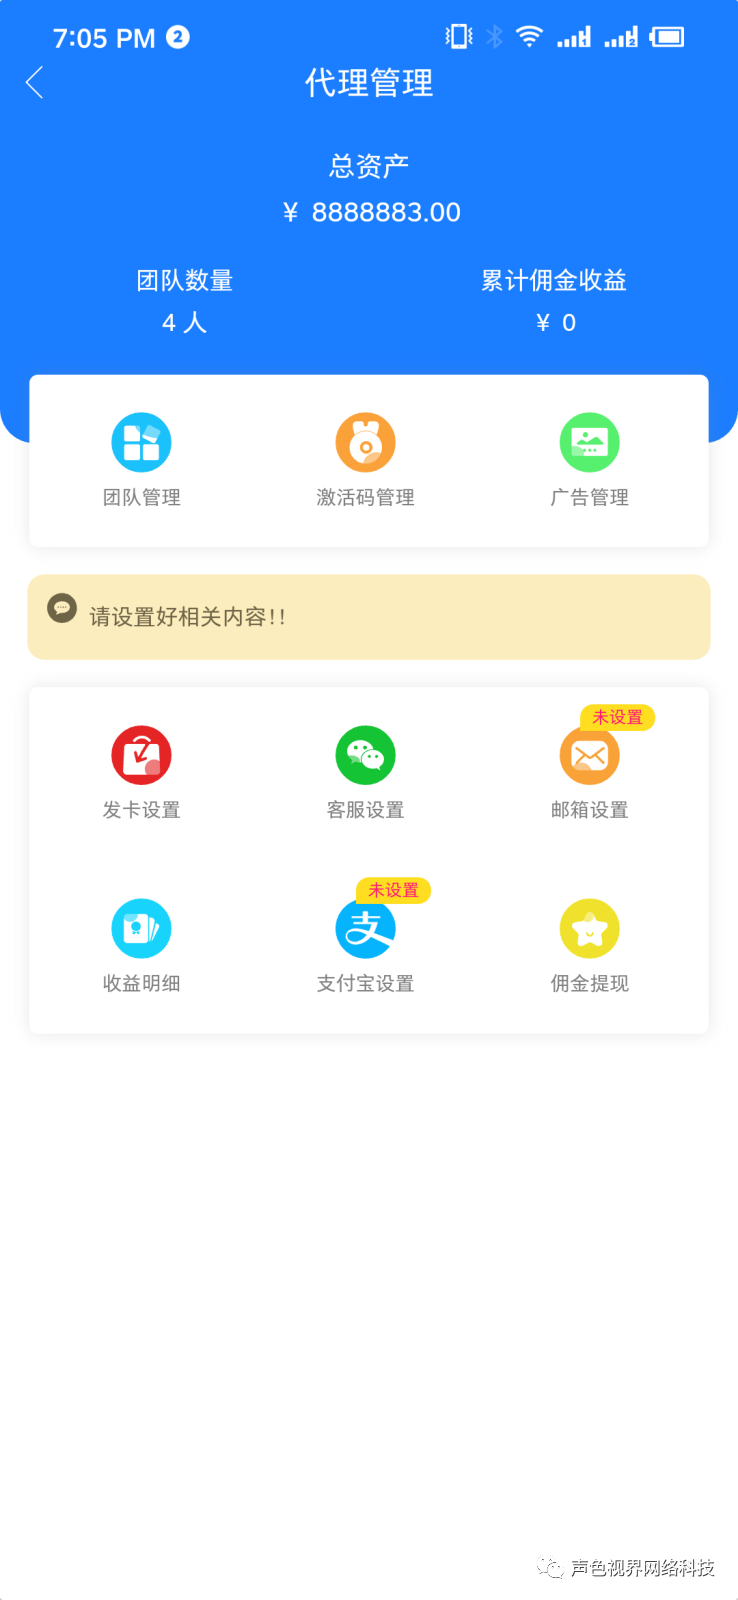 7:05 PM 2
代理管理
总资产
¥ 8888883.00
团队数量 累计佣金收益
4 人 ¥ 0
团队管理 激活码管理 广告管理
请设置好相关内容!!
未设置
发卡设置 客服设置 邮箱设置
未设置
支
收益明细 支付宝设置 佣金提现
声色视界网络科技